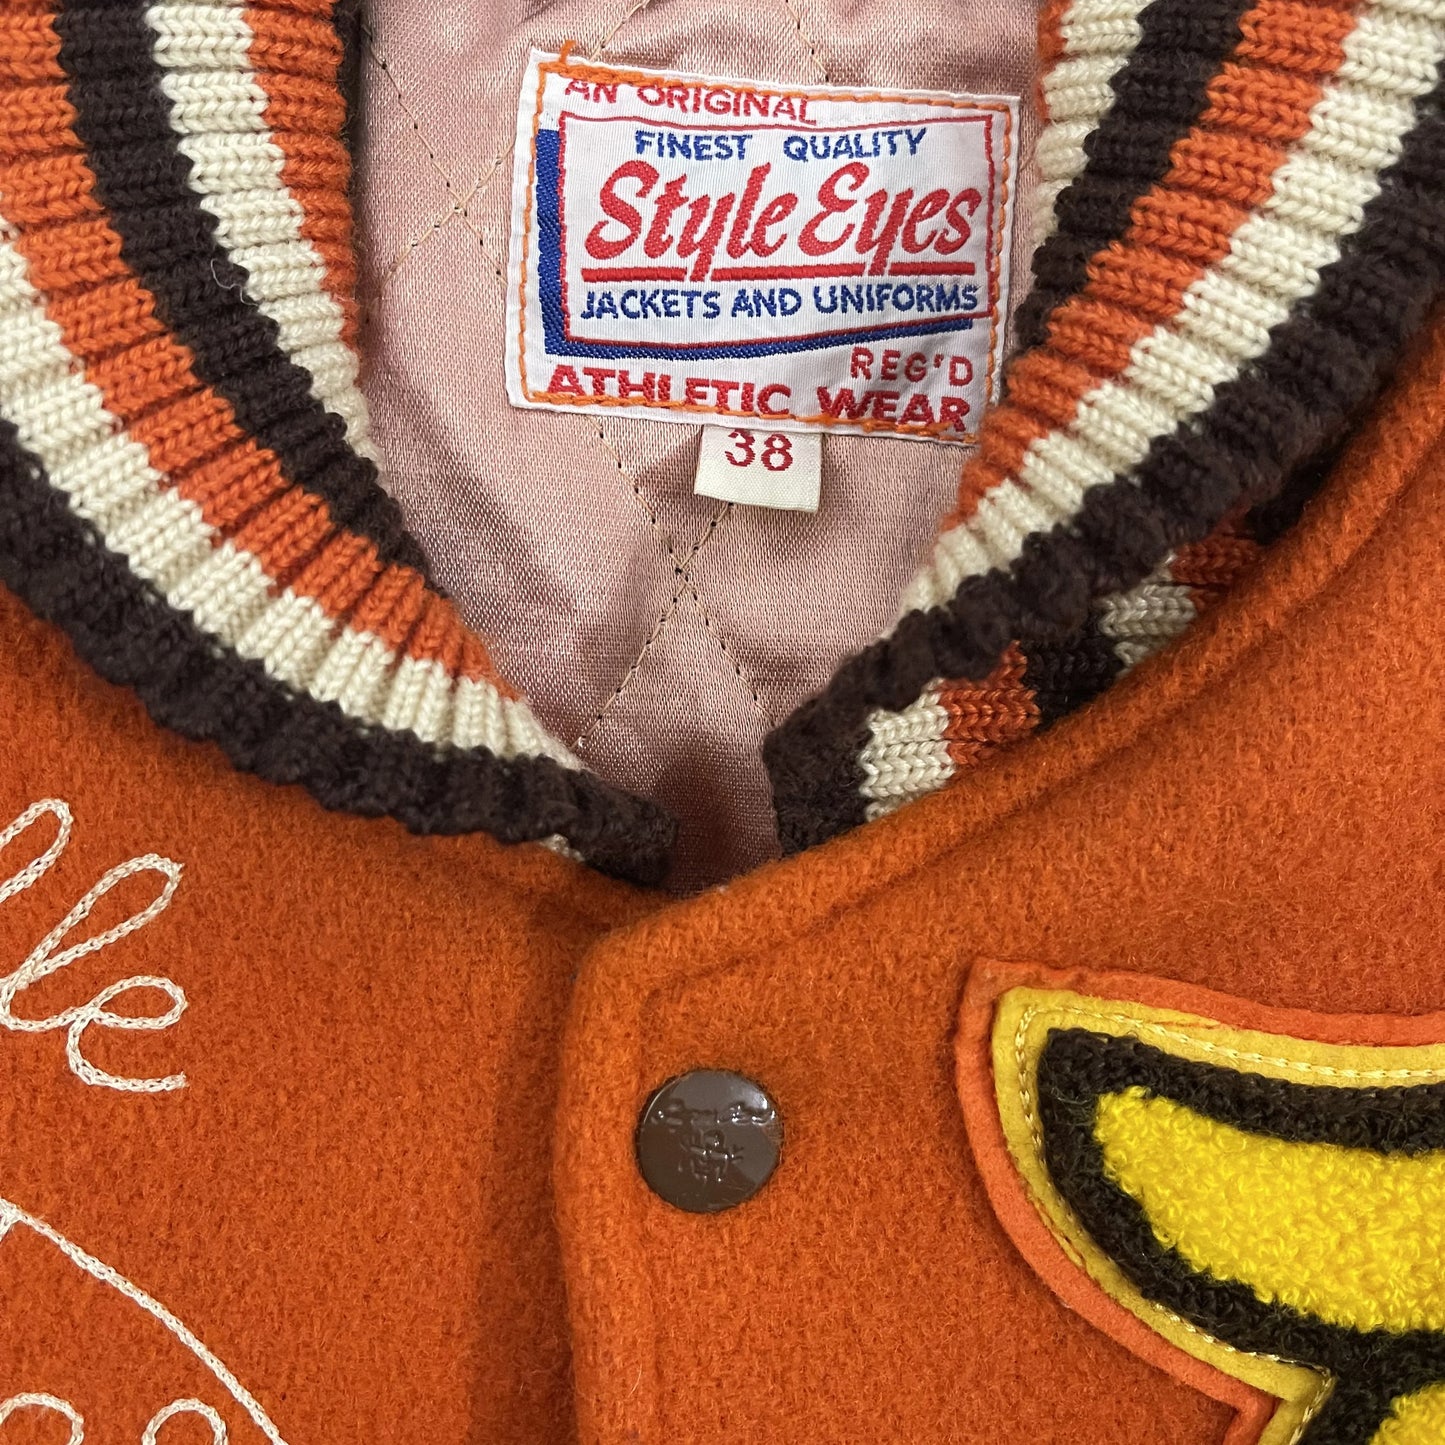 AN ORIGINAL
FINEST QUALITY
Style Eyes
JACKETS AND UNIFORMS
REG'D
ATHLETIC WEAR
38